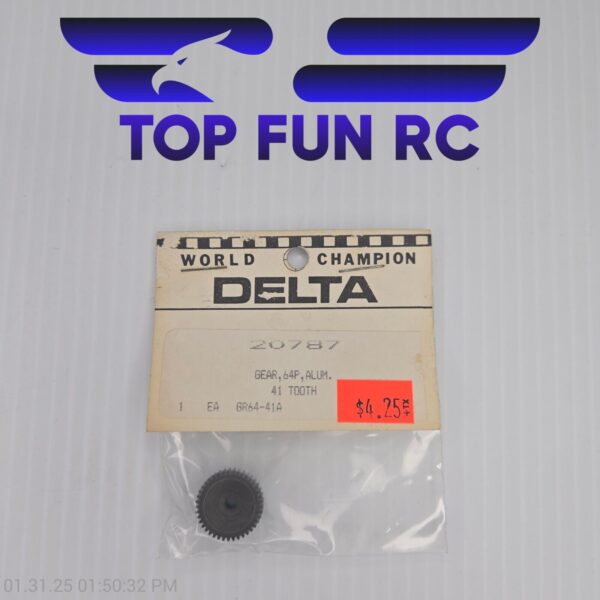 TOP FUN RC
WORLD CHAMPION
DELTA
20787
GEAR,64P,ALUM.
41 TOOTH
1 EA GR64-41A
$4.25
01.31.25 01:50:32 PM